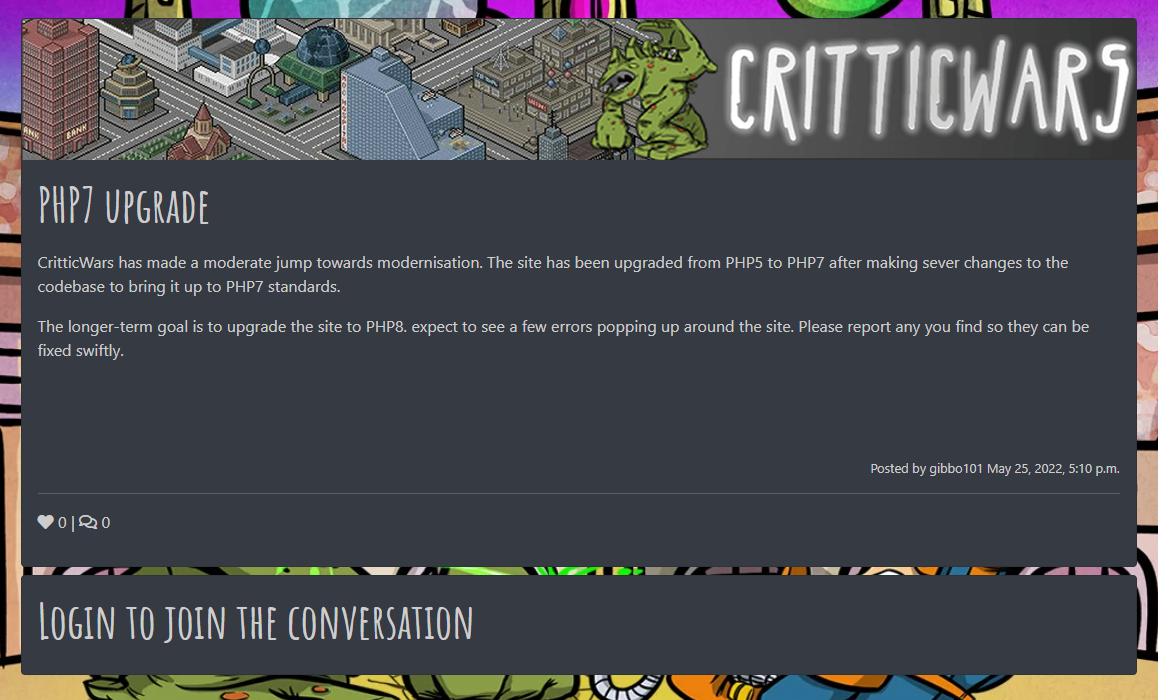 BANK
BANK
CRITTICWARS
PHP7 upgrade
CritticWars has made a moderate jump towards modernisation. The site has been upgraded from PHP5 to PHP7 after making sever changes to the
codebase to bring it up to PHP7 standards.
The longer-term goal is to upgrade the site to PHP8. expect to see a few errors popping up around the site. Please report any you find so they can be
fixed swiftly.
Posted by gibbo101 May 25, 2022, 5:10 p.m.
0 | 0
Login to join the conversation